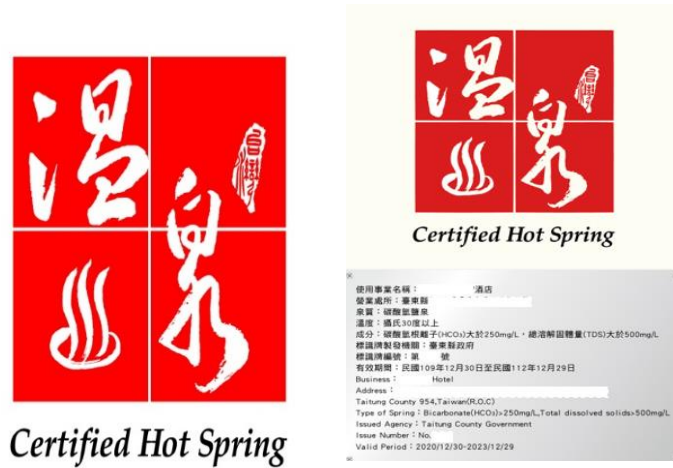 温泉
Certified Hot Spring
温泉
Certified Hot Spring
使用事業名稱： 酒店
營業處所：臺東縣
泉質：碳酸氫鹽泉
溫度：攝氏30度以上
成分：碳酸氫根離子(HCO₃)大於250mg/L，總溶解固體量(TDS)大於500mg/L
標識牌製發機關：臺東縣政府
標識牌編號：第 號
有效期間：民國109年12月30日至民國112年12月29日
Business： Hotel
Address：
Taitung County 954,Taiwan(R.O.C)
Type of Spring：Bicarbonate(HCO₃)>250mg/L,Total dissolved solids>500mg/L
Issued Agency：Taitung County Government
Issue Number：No.
Valid Period：2020/12/30-2023/12/29